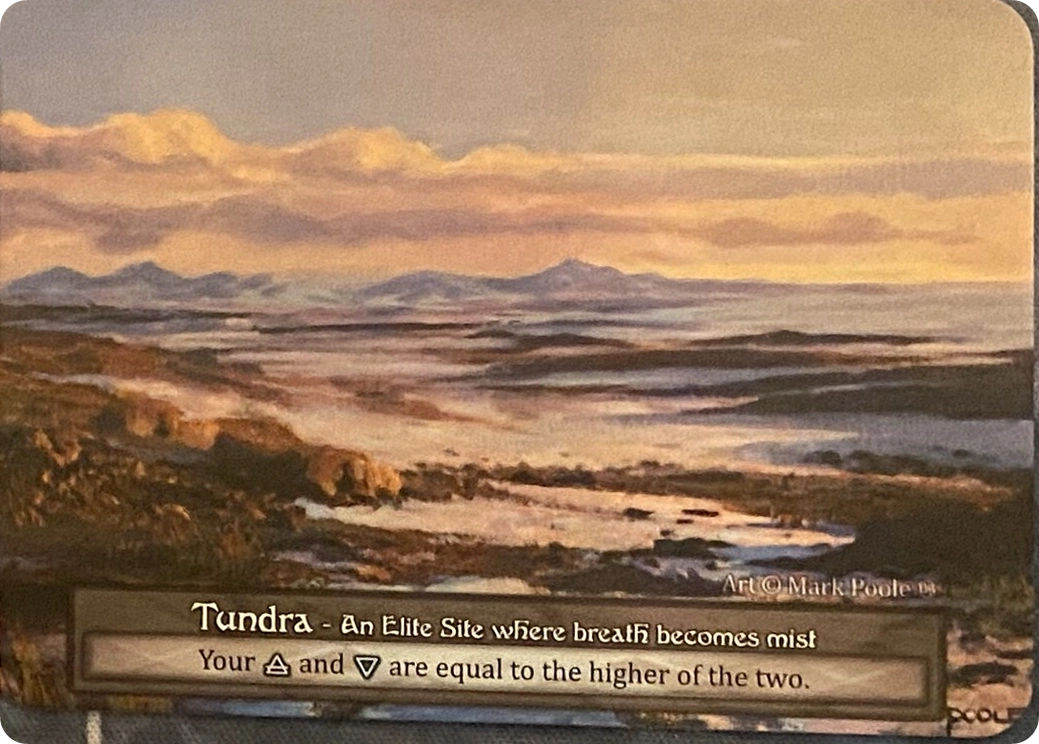 Art © Mark Poole
Tundra - An Elite Site where breath becomes mist
Your 🜁 and 🜄 are equal to the higher of the two.
POOLE